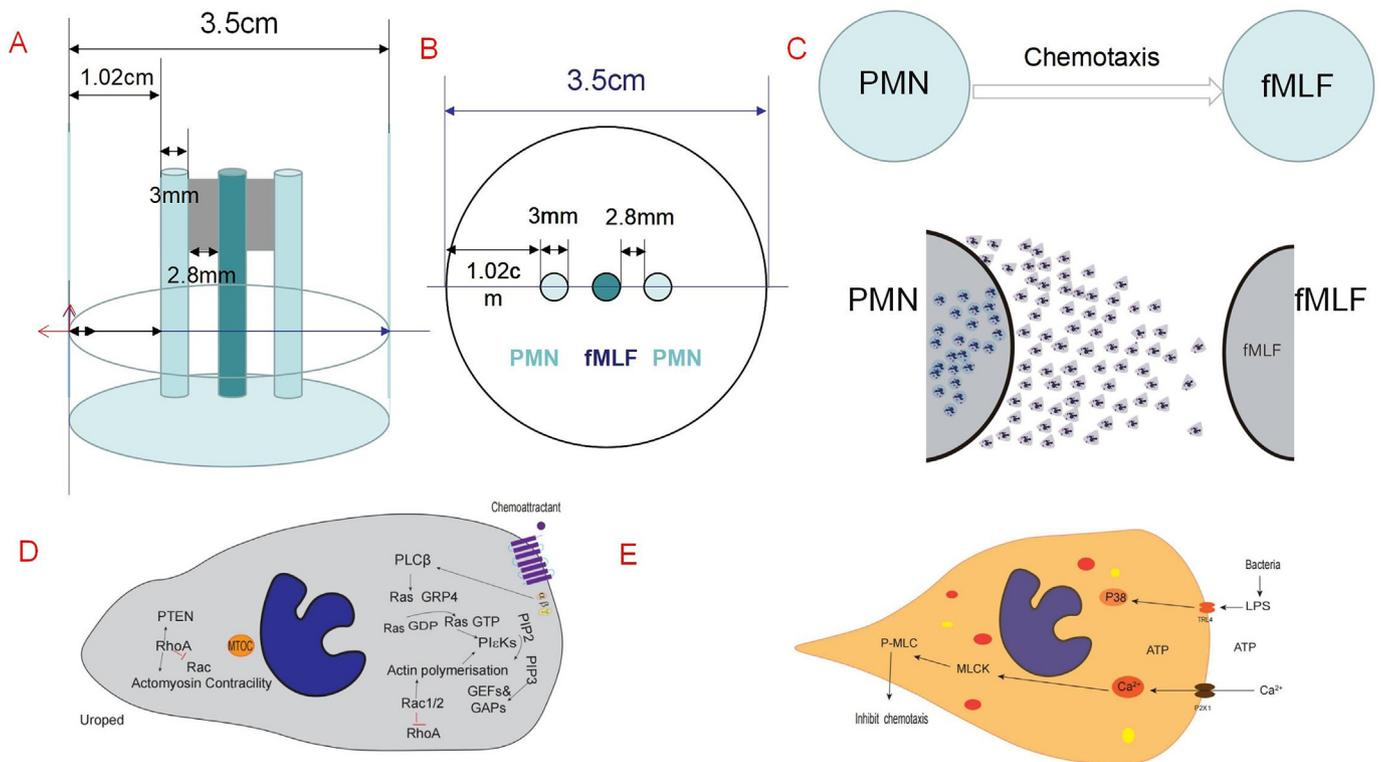 A
3.5cm
1.02cm
3mm
2.8mm
B
3.5cm
3mm
2.8mm
1.02c
m
PMN
fMLF
PMN
C
PMN
Chemotaxis
fMLF
PMN
fMLF
fMLF
D
Chemoattractant
PLCβ
α β γ
Ras GRP4
Ras GDP
Ras GTP
PIP2
PIεKs
PIP3
PTEN
RhoA
Rac
MTOC
Actomyosin Contracility
Actin polymerisation
GEFs&
GAPs
Rac1/2
RhoA
Uroped
E
Bacteria
P38
LPS
TRL4
P-MLC
ATP
ATP
MLCK
Ca²⁺
Ca²⁺
P2X1
Inhibit chemotaxis